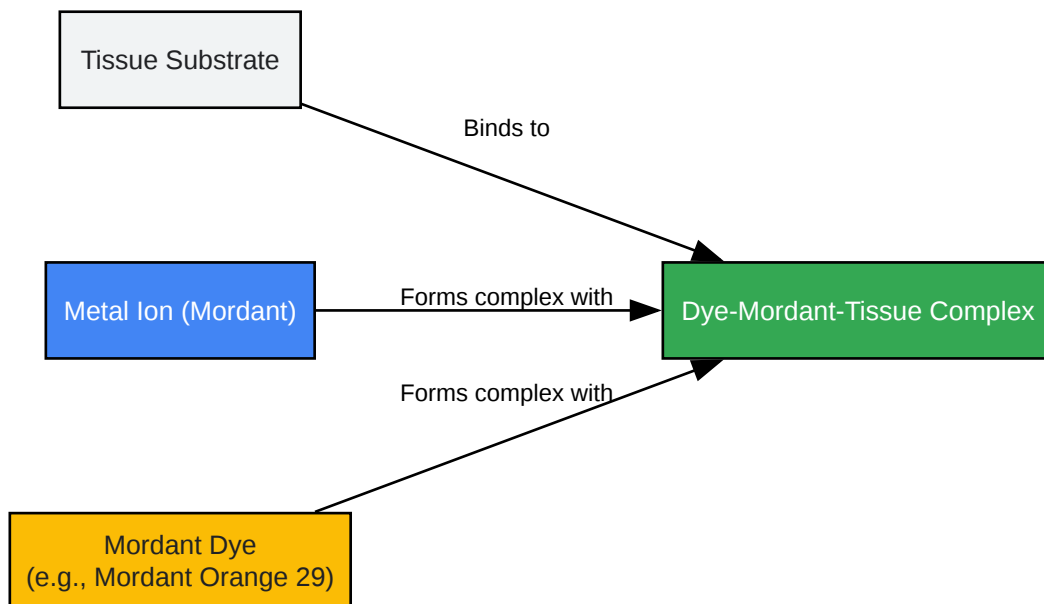 Tissue Substrate
Binds to
Metal Ion (Mordant)
Forms complex with
Dye-Mordant-Tissue Complex
Forms complex with
Mordant Dye
(e.g., Mordant Orange 29)